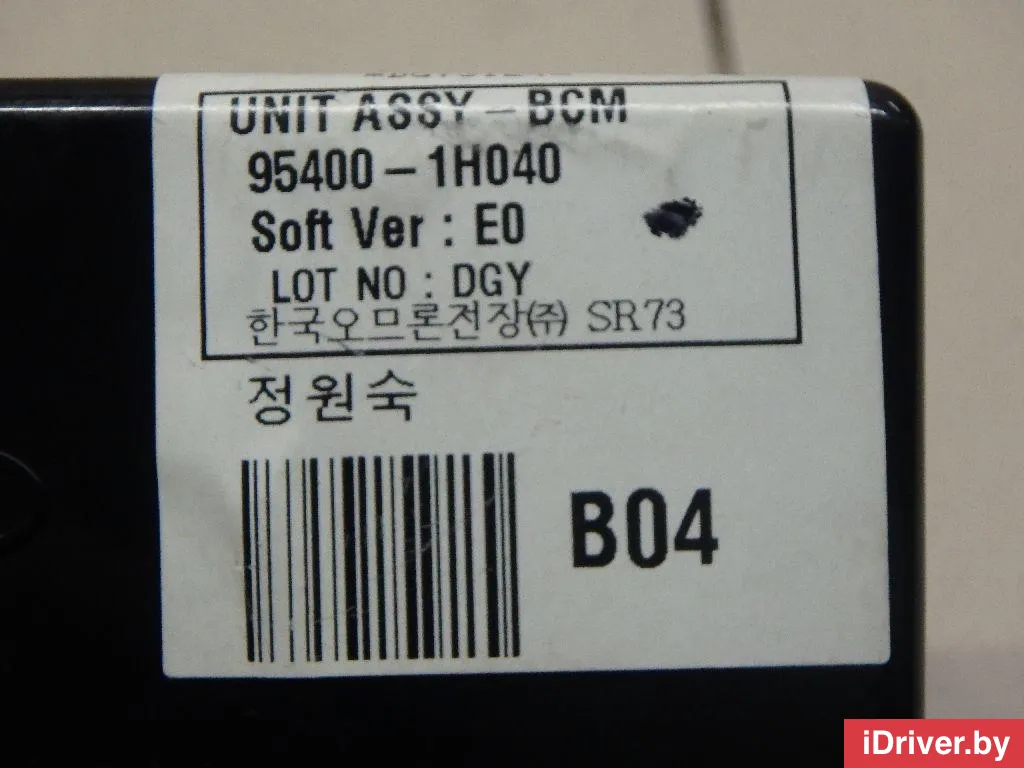 UNIT ASSY - BCM
95400-1H040
Soft Ver : E0
LOT NO : DGY
한국오므론전장(쥬) SR73
정원숙
B04
iDriver.by